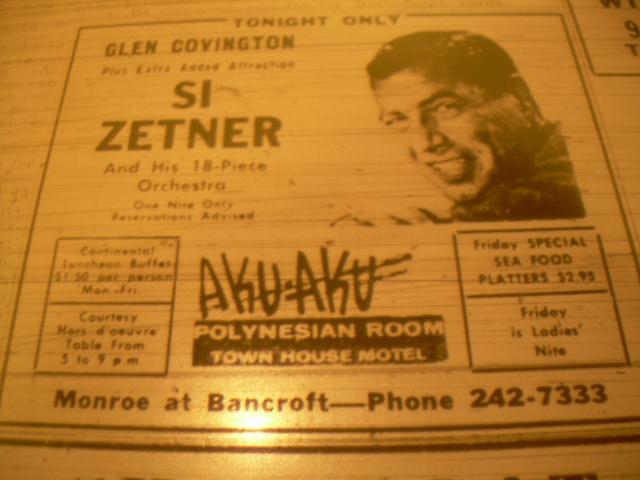 TONIGHT ONLY
GLEN COVINGTON
Plus Extra Added Attraction
SI
ZETNER
And His 18-Piece
Orchestra
One Nite Only
Reservations Advised
Continental
Luncheon Buffet
$1.50 per person
Mon.-Fri.
Courtesy
Hors d'oeuvre
Table From
5 to 9 p.m.
AKU-AKU
POLYNESIAN ROOM
TOWN HOUSE MOTEL
Friday SPECIAL
SEA FOOD
PLATTERS $2.95
Friday
is Ladies'
Nite
Monroe at Bancroft—Phone 242-7333